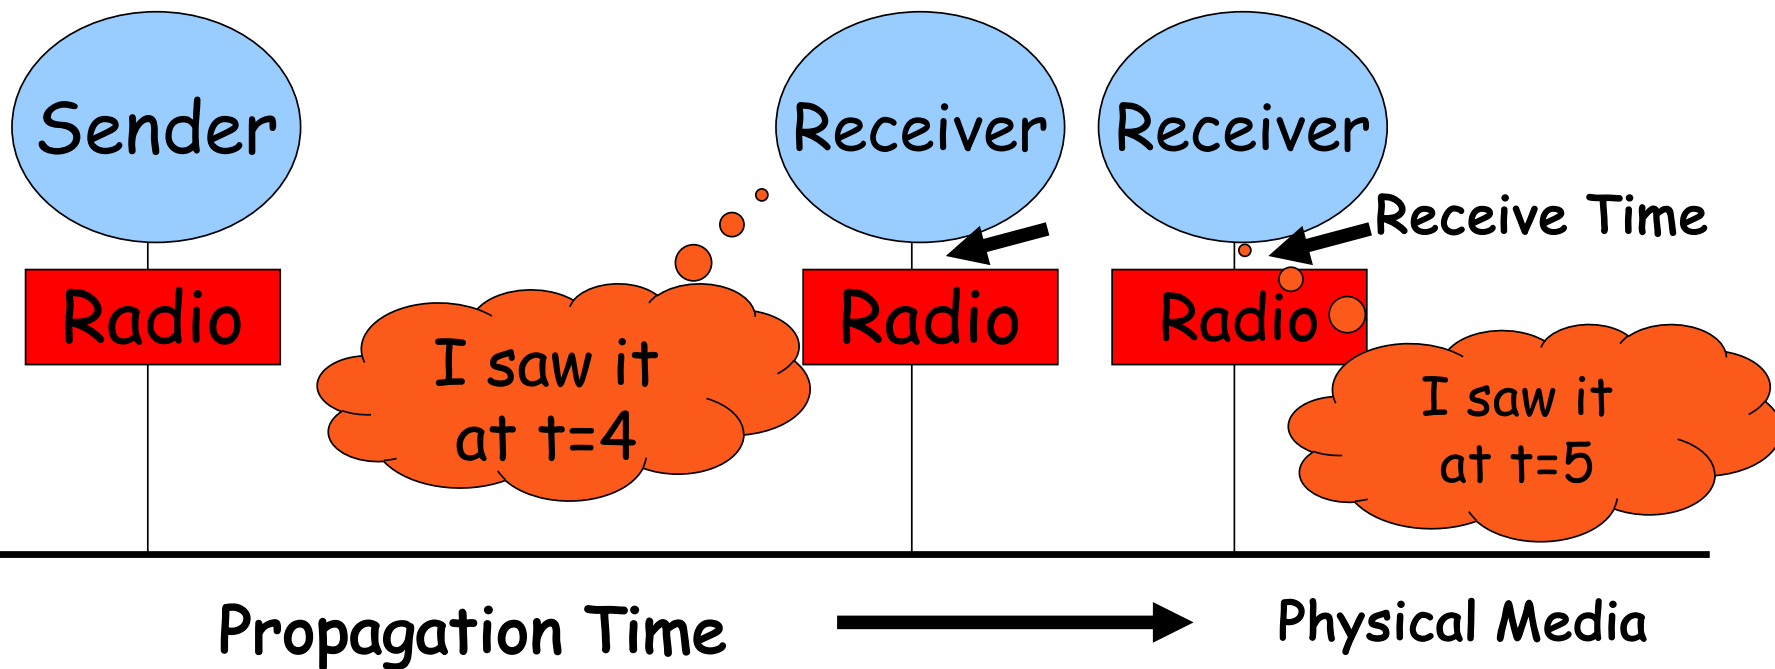 Sender
Receiver
Receiver
Receive Time
Radio
Radio
Radio
I saw it
at t=4
I saw it
at t=5
Propagation Time
Physical Media